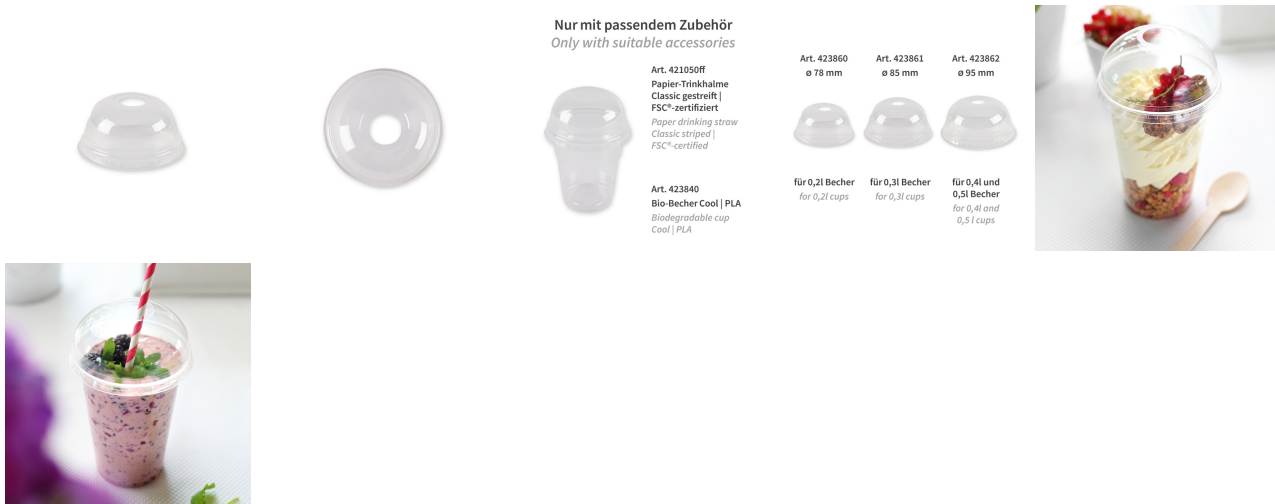 Nur mit passendem Zubehör
Only with suitable accessories
Art. 421050ff
Papier-Trinkhalme
Classic gestreift |
FSC®-zertifiziert
Paper drinking straw
Classic striped |
FSC®-certified
Art. 423840
Bio-Becher Cool | PLA
Biodegradable cup
Cool | PLA
Art. 423860
ø 78 mm
für 0,2l Becher
for 0,2l cups
Art. 423861
ø 85 mm
für 0,3l Becher
for 0,3l cups
Art. 423862
ø 95 mm
für 0,4l und
0,5l Becher
for 0,4l and
0,5 l cups